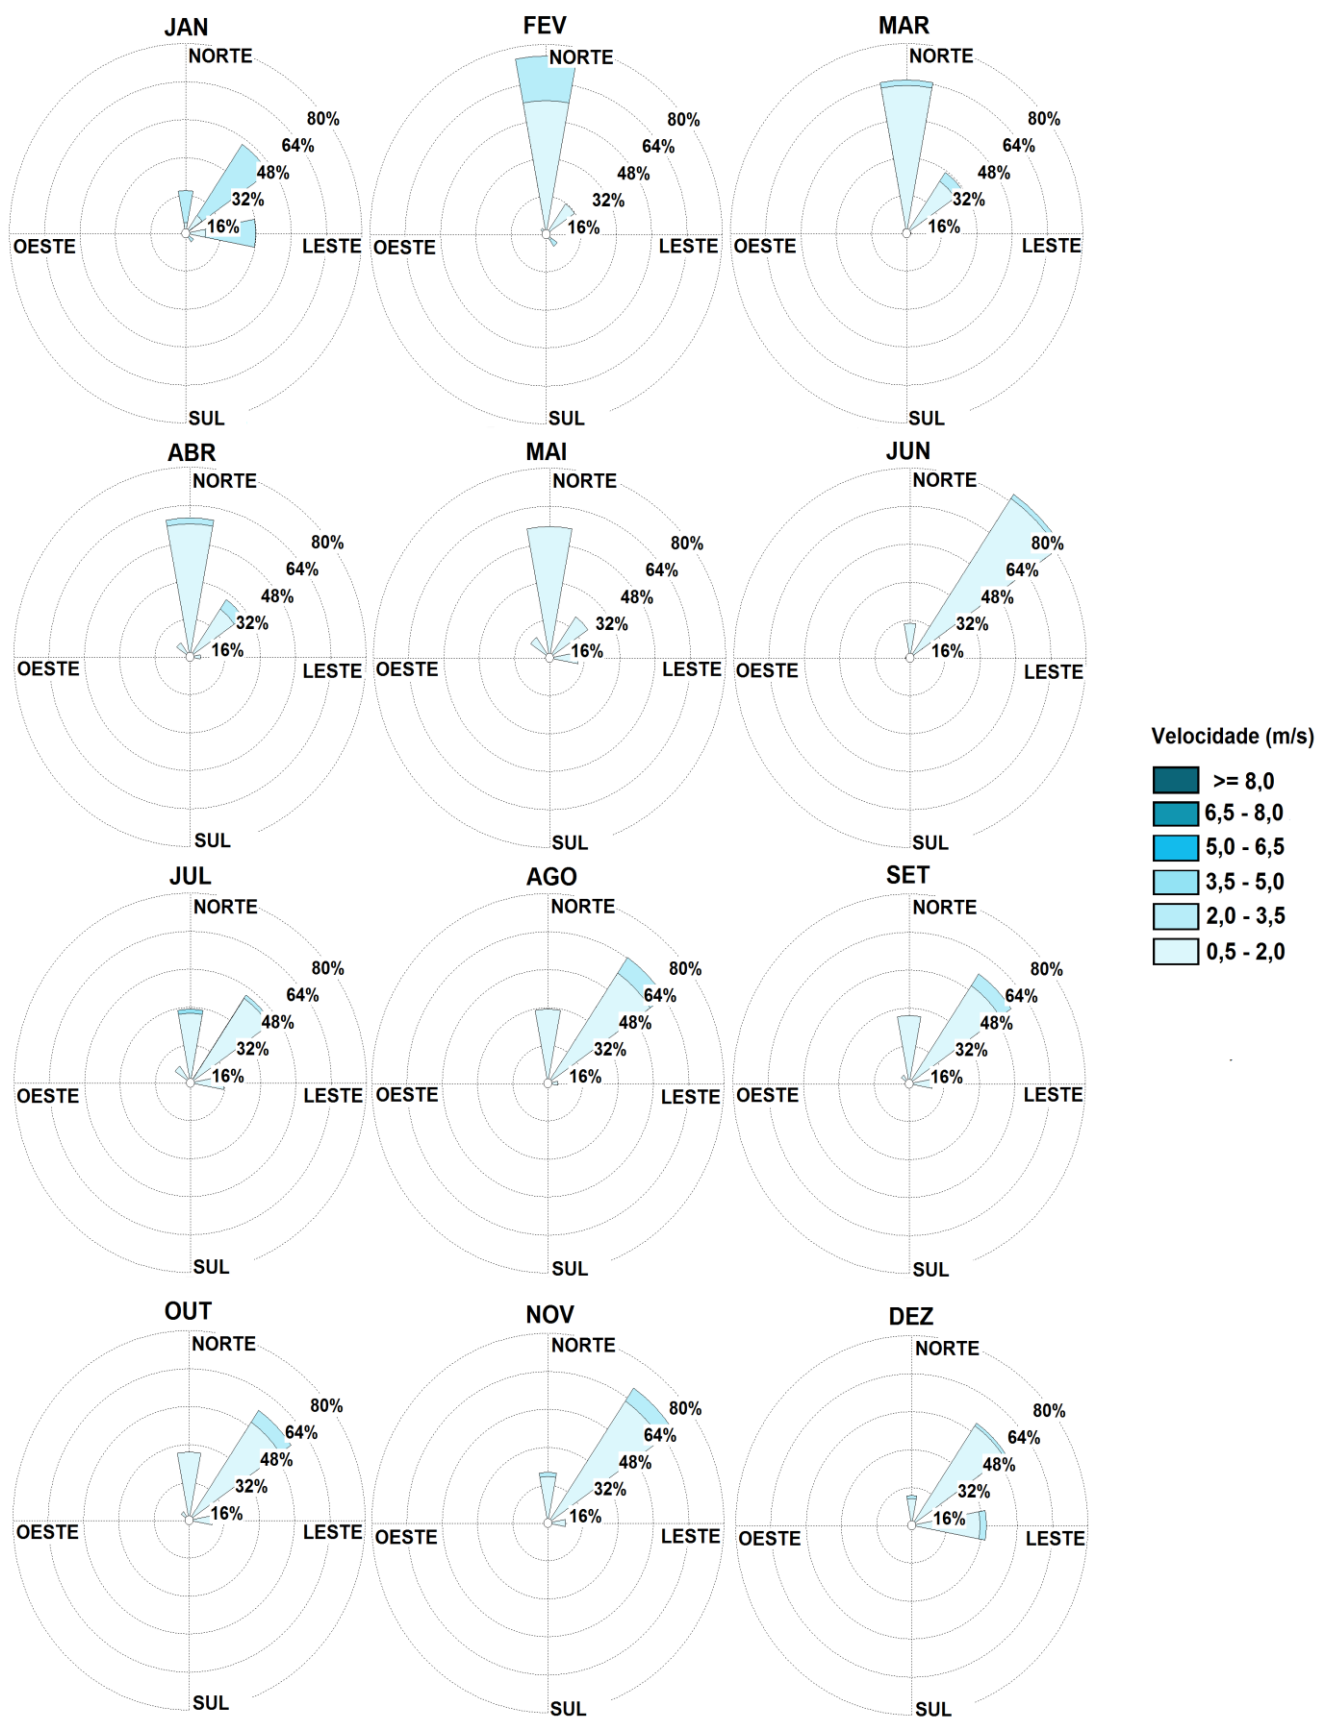 JAN
NORTE
80%
64%
48%
32%
16%
OESTE
LESTE
SUL
FEV
NORTE
80%
64%
48%
32%
16%
OESTE
LESTE
SUL
MAR
NORTE
80%
64%
48%
32%
16%
OESTE
LESTE
SUL
ABR
NORTE
80%
64%
48%
32%
16%
OESTE
LESTE
SUL
MAI
NORTE
80%
64%
48%
32%
16%
OESTE
LESTE
SUL
JUN
NORTE
80%
64%
48%
32%
16%
OESTE
LESTE
SUL
JUL
NORTE
80%
64%
48%
32%
16%
OESTE
LESTE
SUL
AGO
NORTE
80%
64%
48%
32%
16%
OESTE
LESTE
SUL
SET
NORTE
80%
64%
48%
32%
16%
OESTE
LESTE
SUL
OUT
NORTE
80%
64%
48%
32%
16%
OESTE
LESTE
SUL
NOV
NORTE
80%
64%
48%
32%
16%
OESTE
LESTE
SUL
DEZ
NORTE
80%
64%
48%
32%
16%
OESTE
LESTE
SUL
Velocidade (m/s)
>= 8,0
6,5 - 8,0
5,0 - 6,5
3,5 - 5,0
2,0 - 3,5
0,5 - 2,0